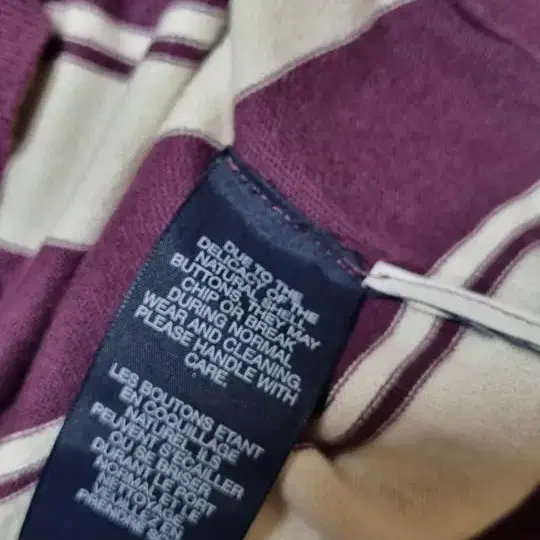 DUE TO THE
DELICACY OF THE
NATURAL SHELL
BUTTONS, THEY MAY
CHIP OR BREAK
DURING NORMAL
WEAR AND CLEANING.
PLEASE HANDLE WITH
CARE.
LES BOUTONS ETANT
EN COQUILLAGE
NATUREL, ILS
PEUVENT S'ECAILLER
OU SE BRISER
DURANT LE PORT
NORMAL ET LE
NETTOYAGE.